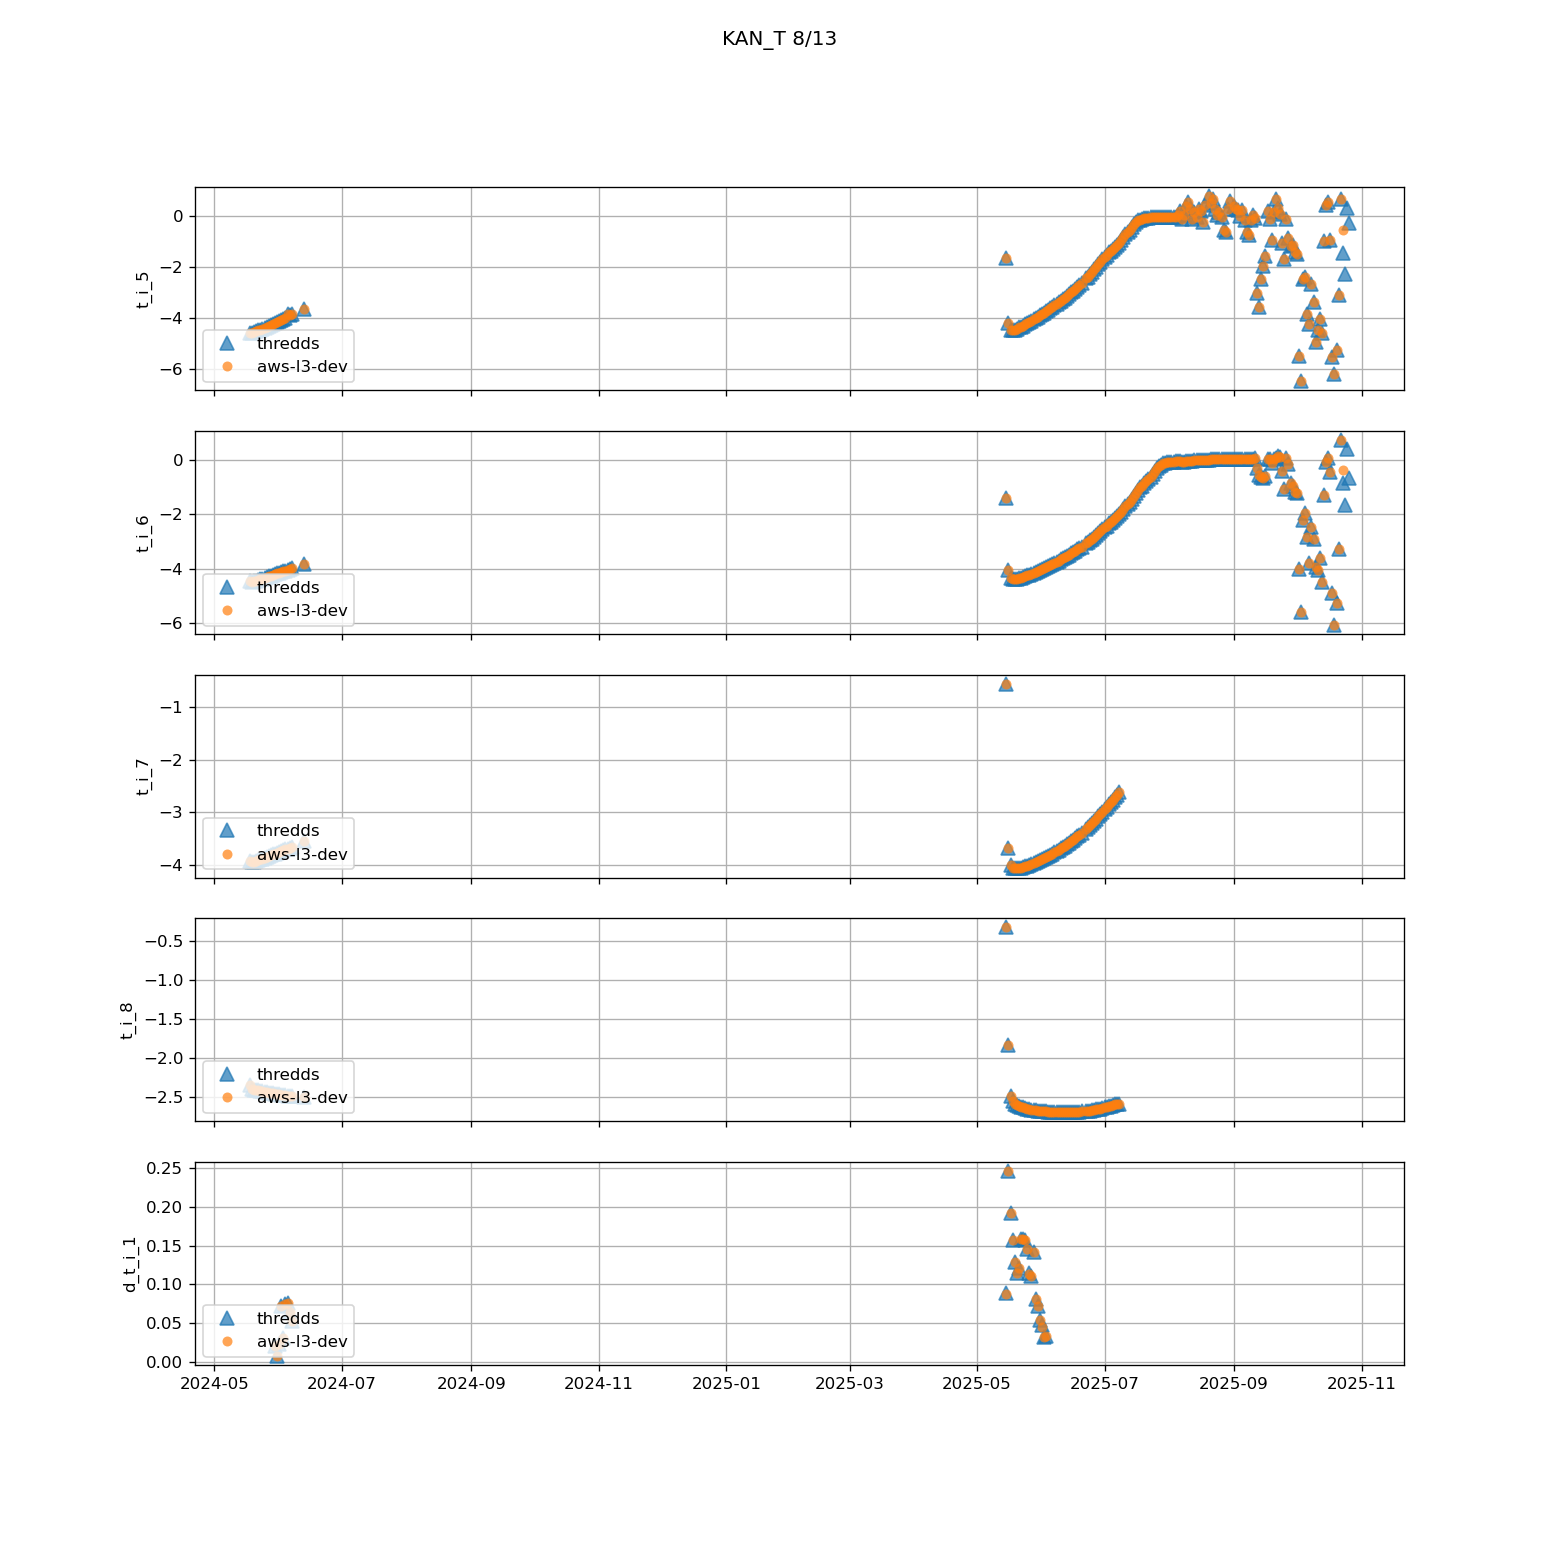 KAN_T 8/13
0
−2
−4
−6
t_i_5
thredds
aws-l3-dev
0
−2
−4
−6
t_i_6
thredds
aws-l3-dev
−1
−2
−3
−4
t_i_7
thredds
aws-l3-dev
−0.5
−1.0
−1.5
−2.0
−2.5
t_i_8
thredds
aws-l3-dev
0.25
0.20
0.15
0.10
0.05
0.00
d_t_i_1
thredds
aws-l3-dev
2024-05 2024-07 2024-09 2024-11 2025-01 2025-03 2025-05 2025-07 2025-09 2025-11